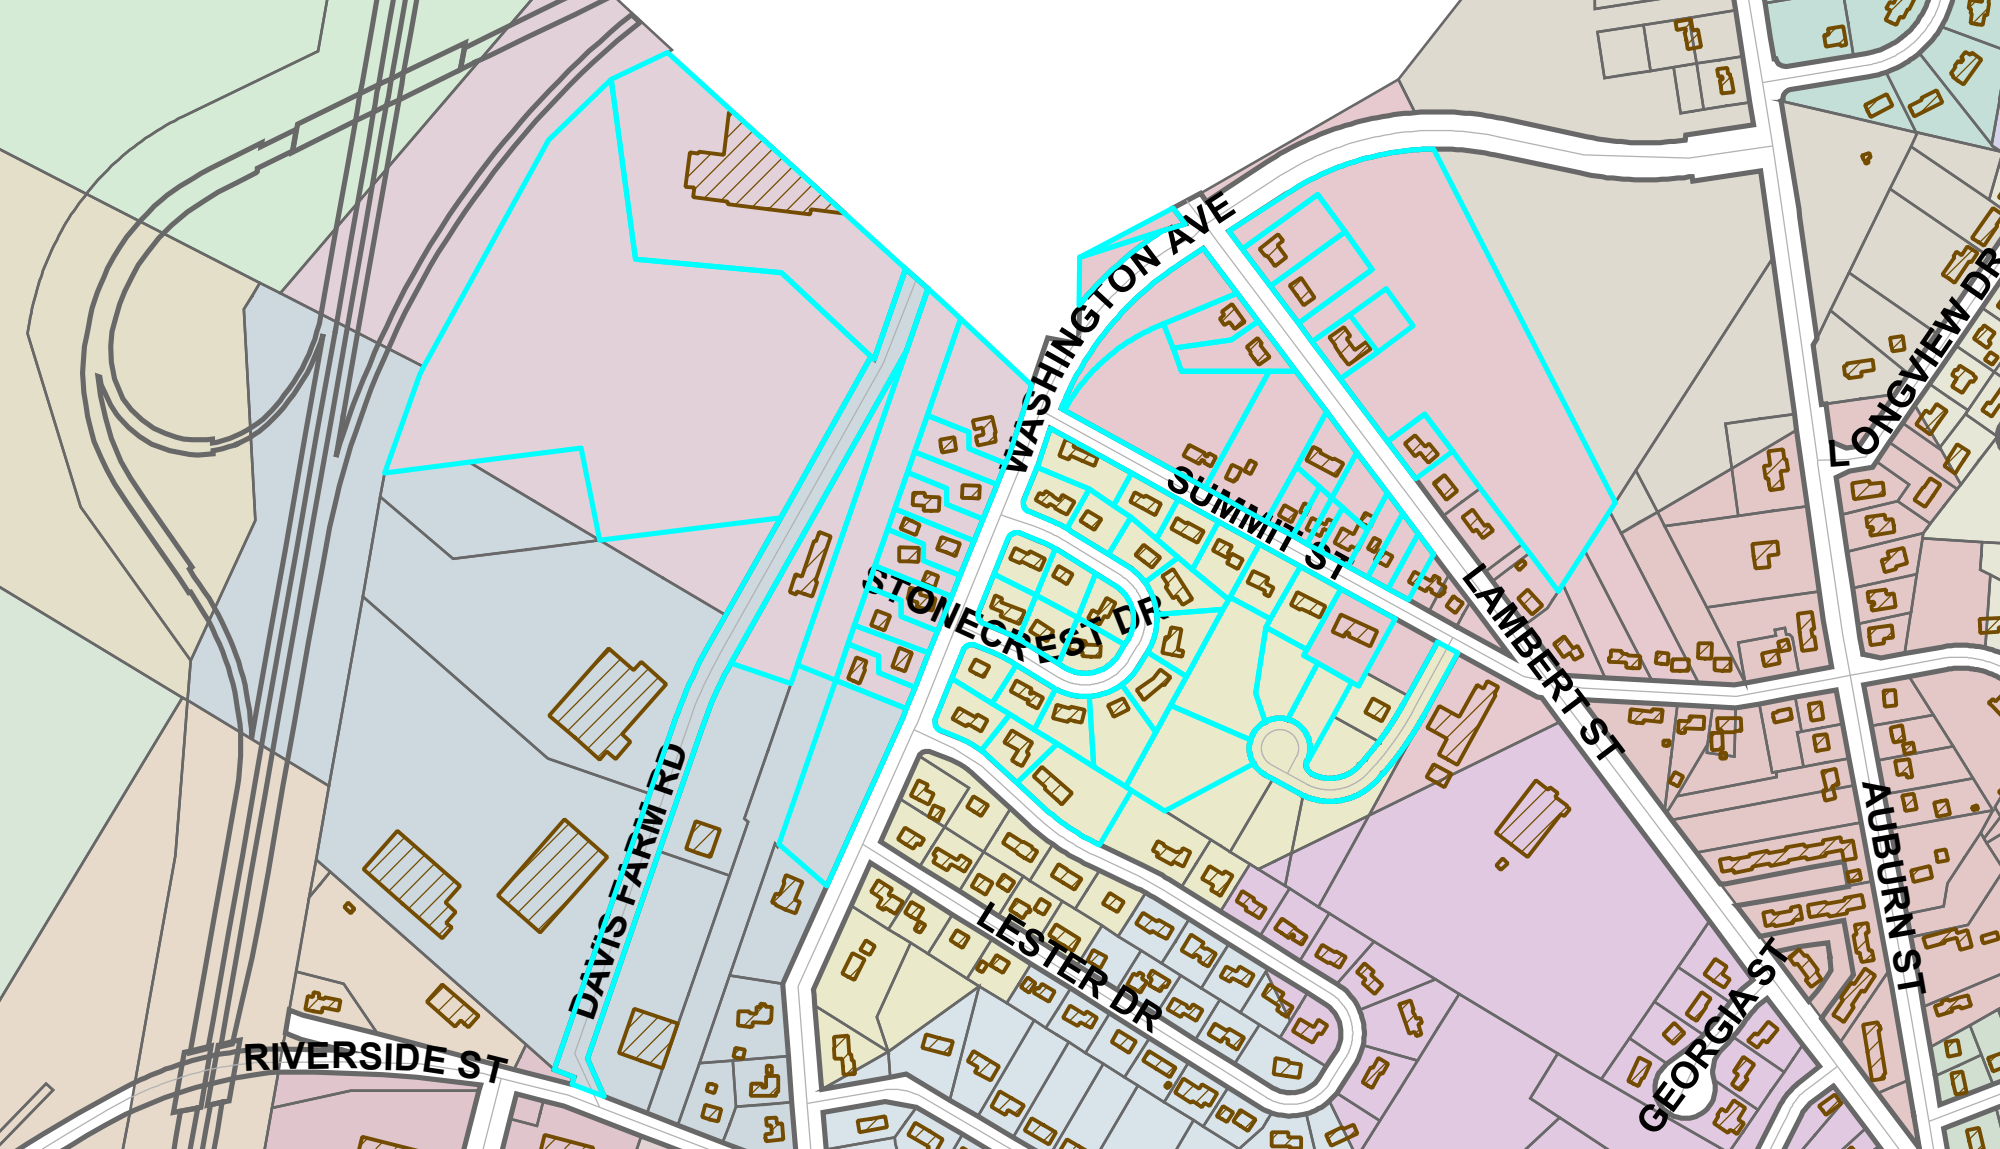 WASHINGTON AVE
LONGVIEW DR
SUMMIT ST
STONECREST DR
LAMBERT ST
DAVIS FARM RD
AUBURN ST
LESTER DR
GEORGIA ST
RIVERSIDE ST